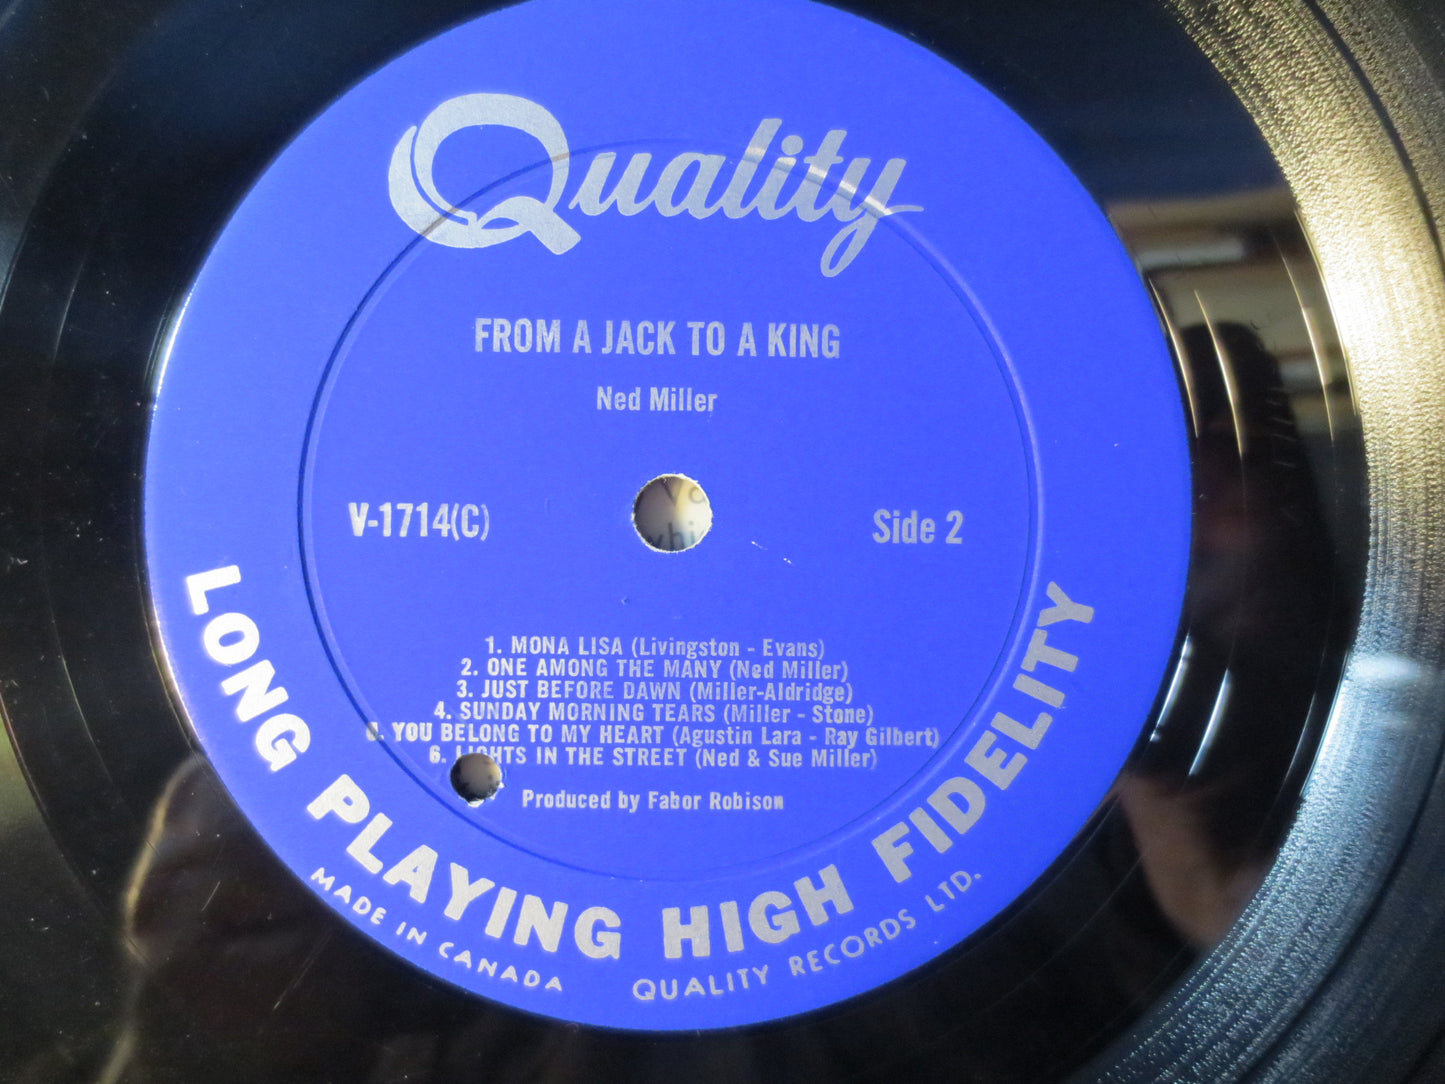 Quality
FROM A JACK TO A KING
Ned Miller
V-1714(C)
Side 2
1. MONA LISA (Livingston - Evans)
2. ONE AMONG THE MANY (Ned Miller)
3. JUST BEFORE DAWN (Miller-Aldridge)
4. SUNDAY MORNING TEARS (Miller - Stone)
YOU BELONG TO MY HEART (Agustin Lara - Ray Gilbert)
6. LIGHTS IN THE STREET (Ned & Sue Miller)
Produced by Fabor Robison
LONG PLAYING HIGH FIDELITY
MADE IN CANADA QUALITY RECORDS LTD.